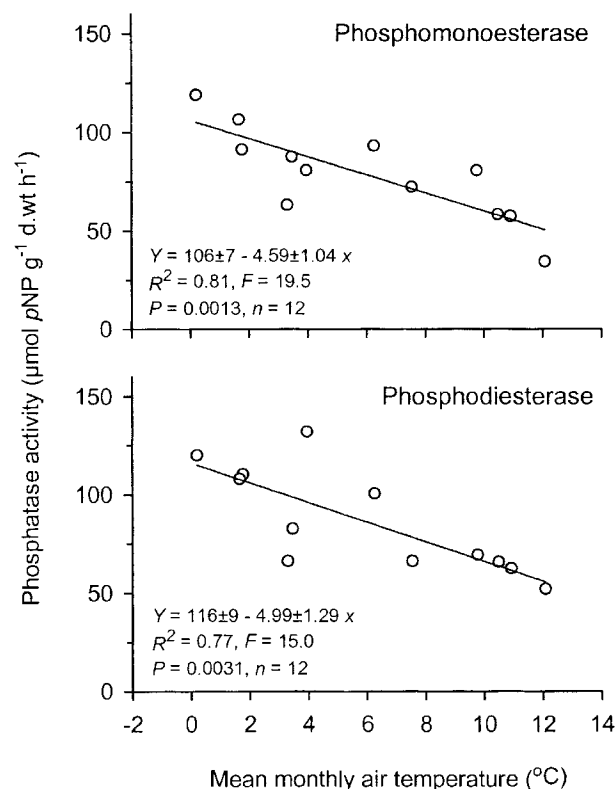 Phosphomonoesterase
150
100
50
0
Y = 106±7 - 4.59±1.04 x
R² = 0.81, F = 19.5
P = 0.0013, n = 12
Phosphodiesterase
150
100
50
0
Y = 116±9 - 4.99±1.29 x
R² = 0.77, F = 15.0
P = 0.0031, n = 12
-2 0 2 4 6 8 10 12 14
Mean monthly air temperature (°C)
Phosphatase activity (µmol pNP g⁻¹ d.wt h⁻¹)